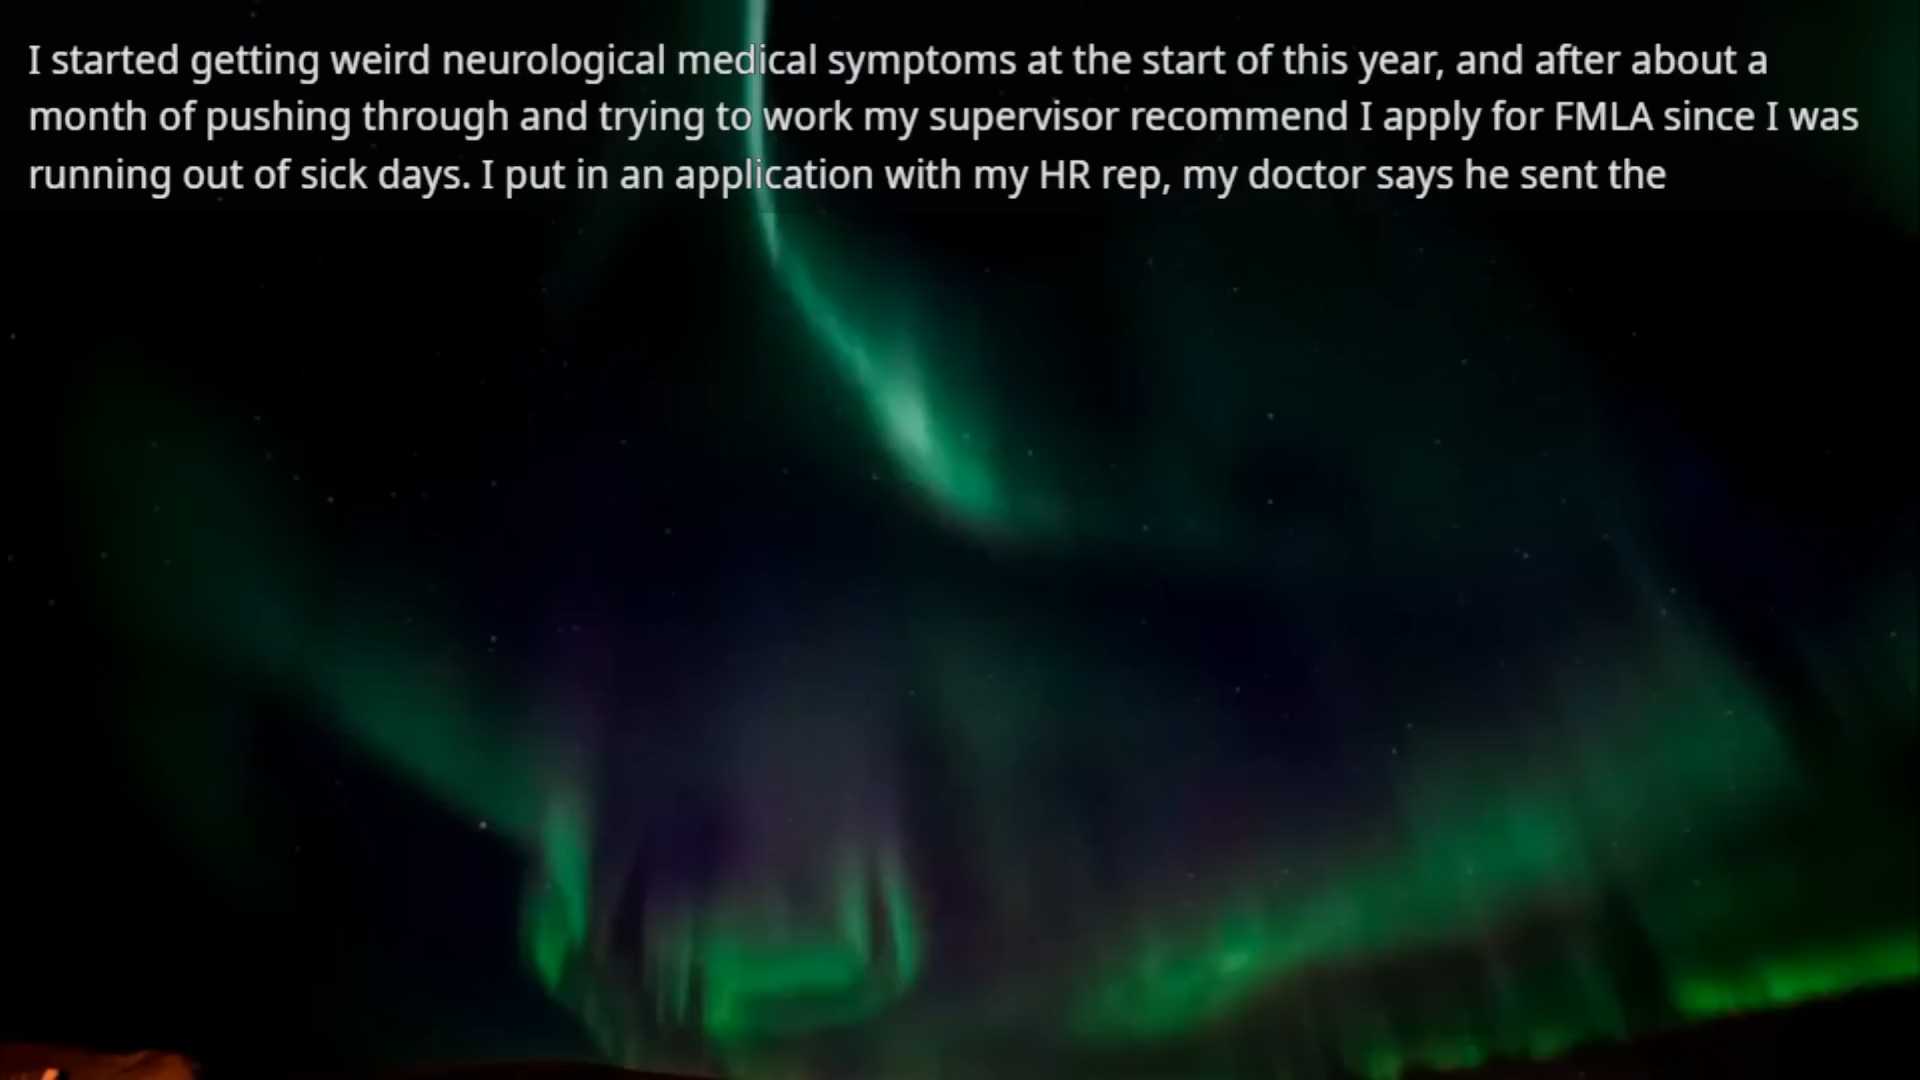 I started getting weird neurological medical symptoms at the start of this year, and after about a
month of pushing through and trying to work my supervisor recommend I apply for FMLA since I was
running out of sick days. I put in an application with my HR rep, my doctor says he sent the